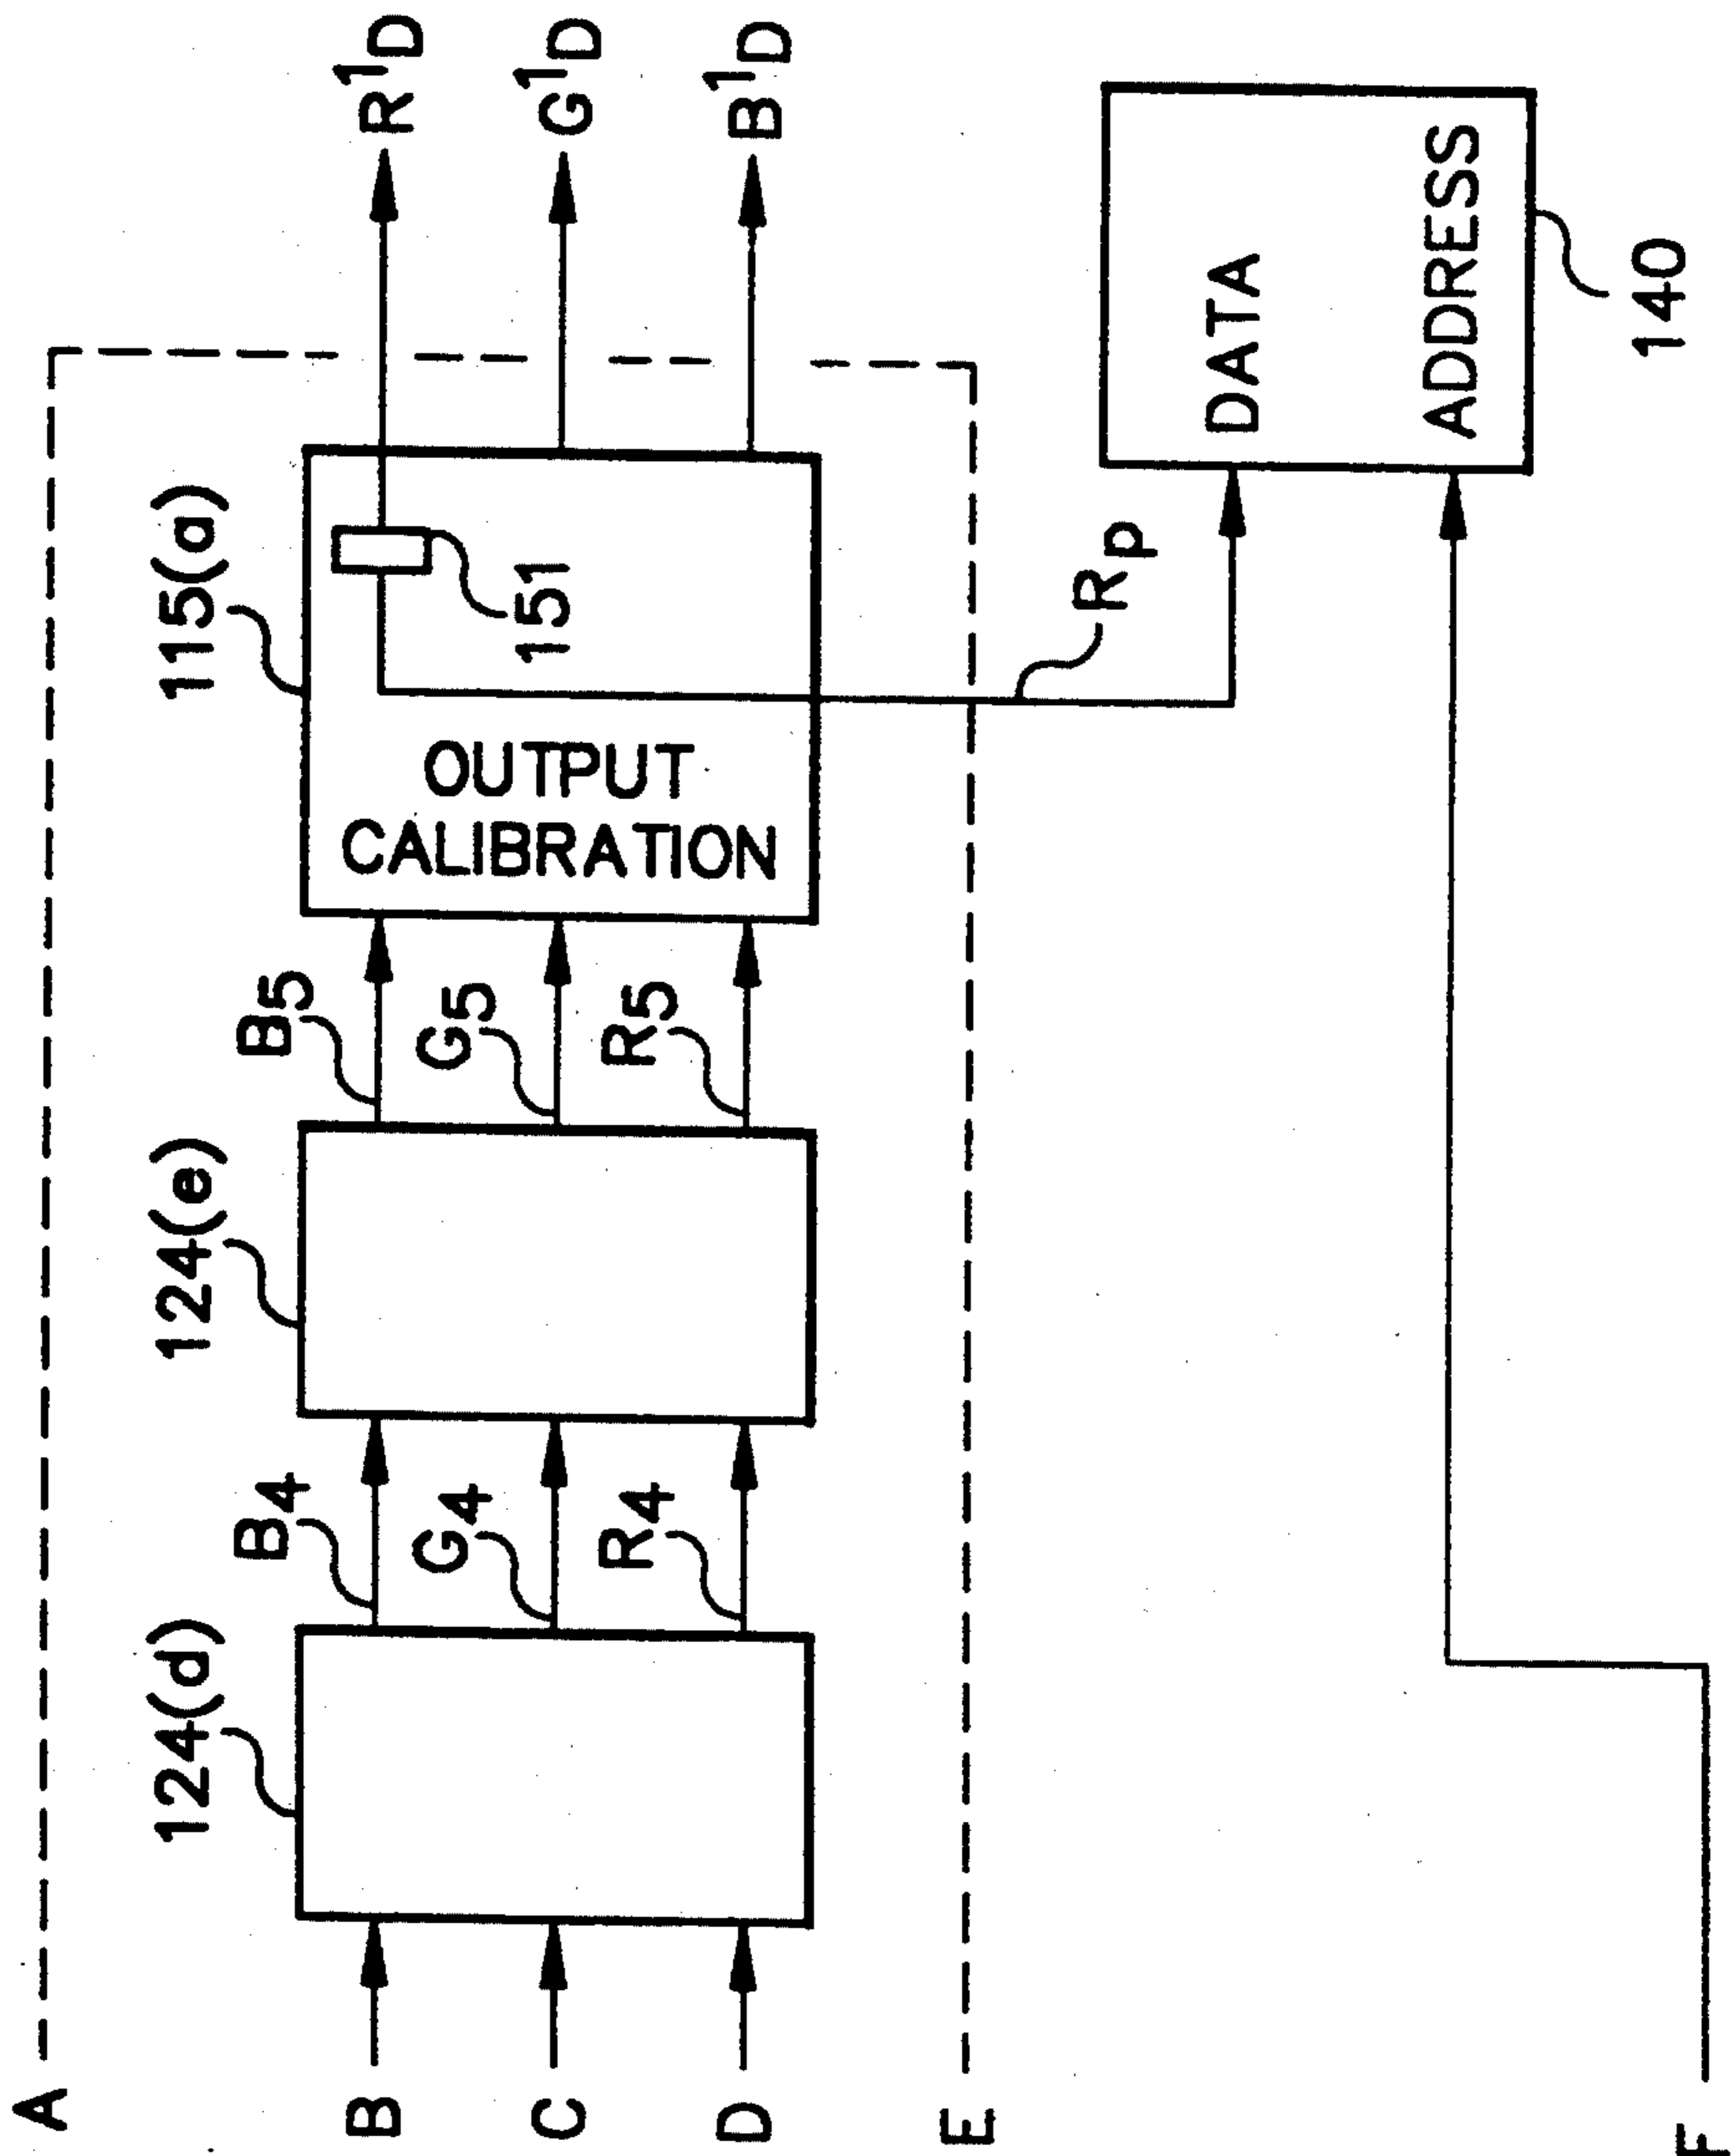 A
B
C
D
E
F
124(d)
B4
G4
R4
124(e)
B5
G5
R5
115(a)
OUTPUT
CALIBRATION
151
R1D
G1D
B1D
Rp
DATA
ADDRESS
140